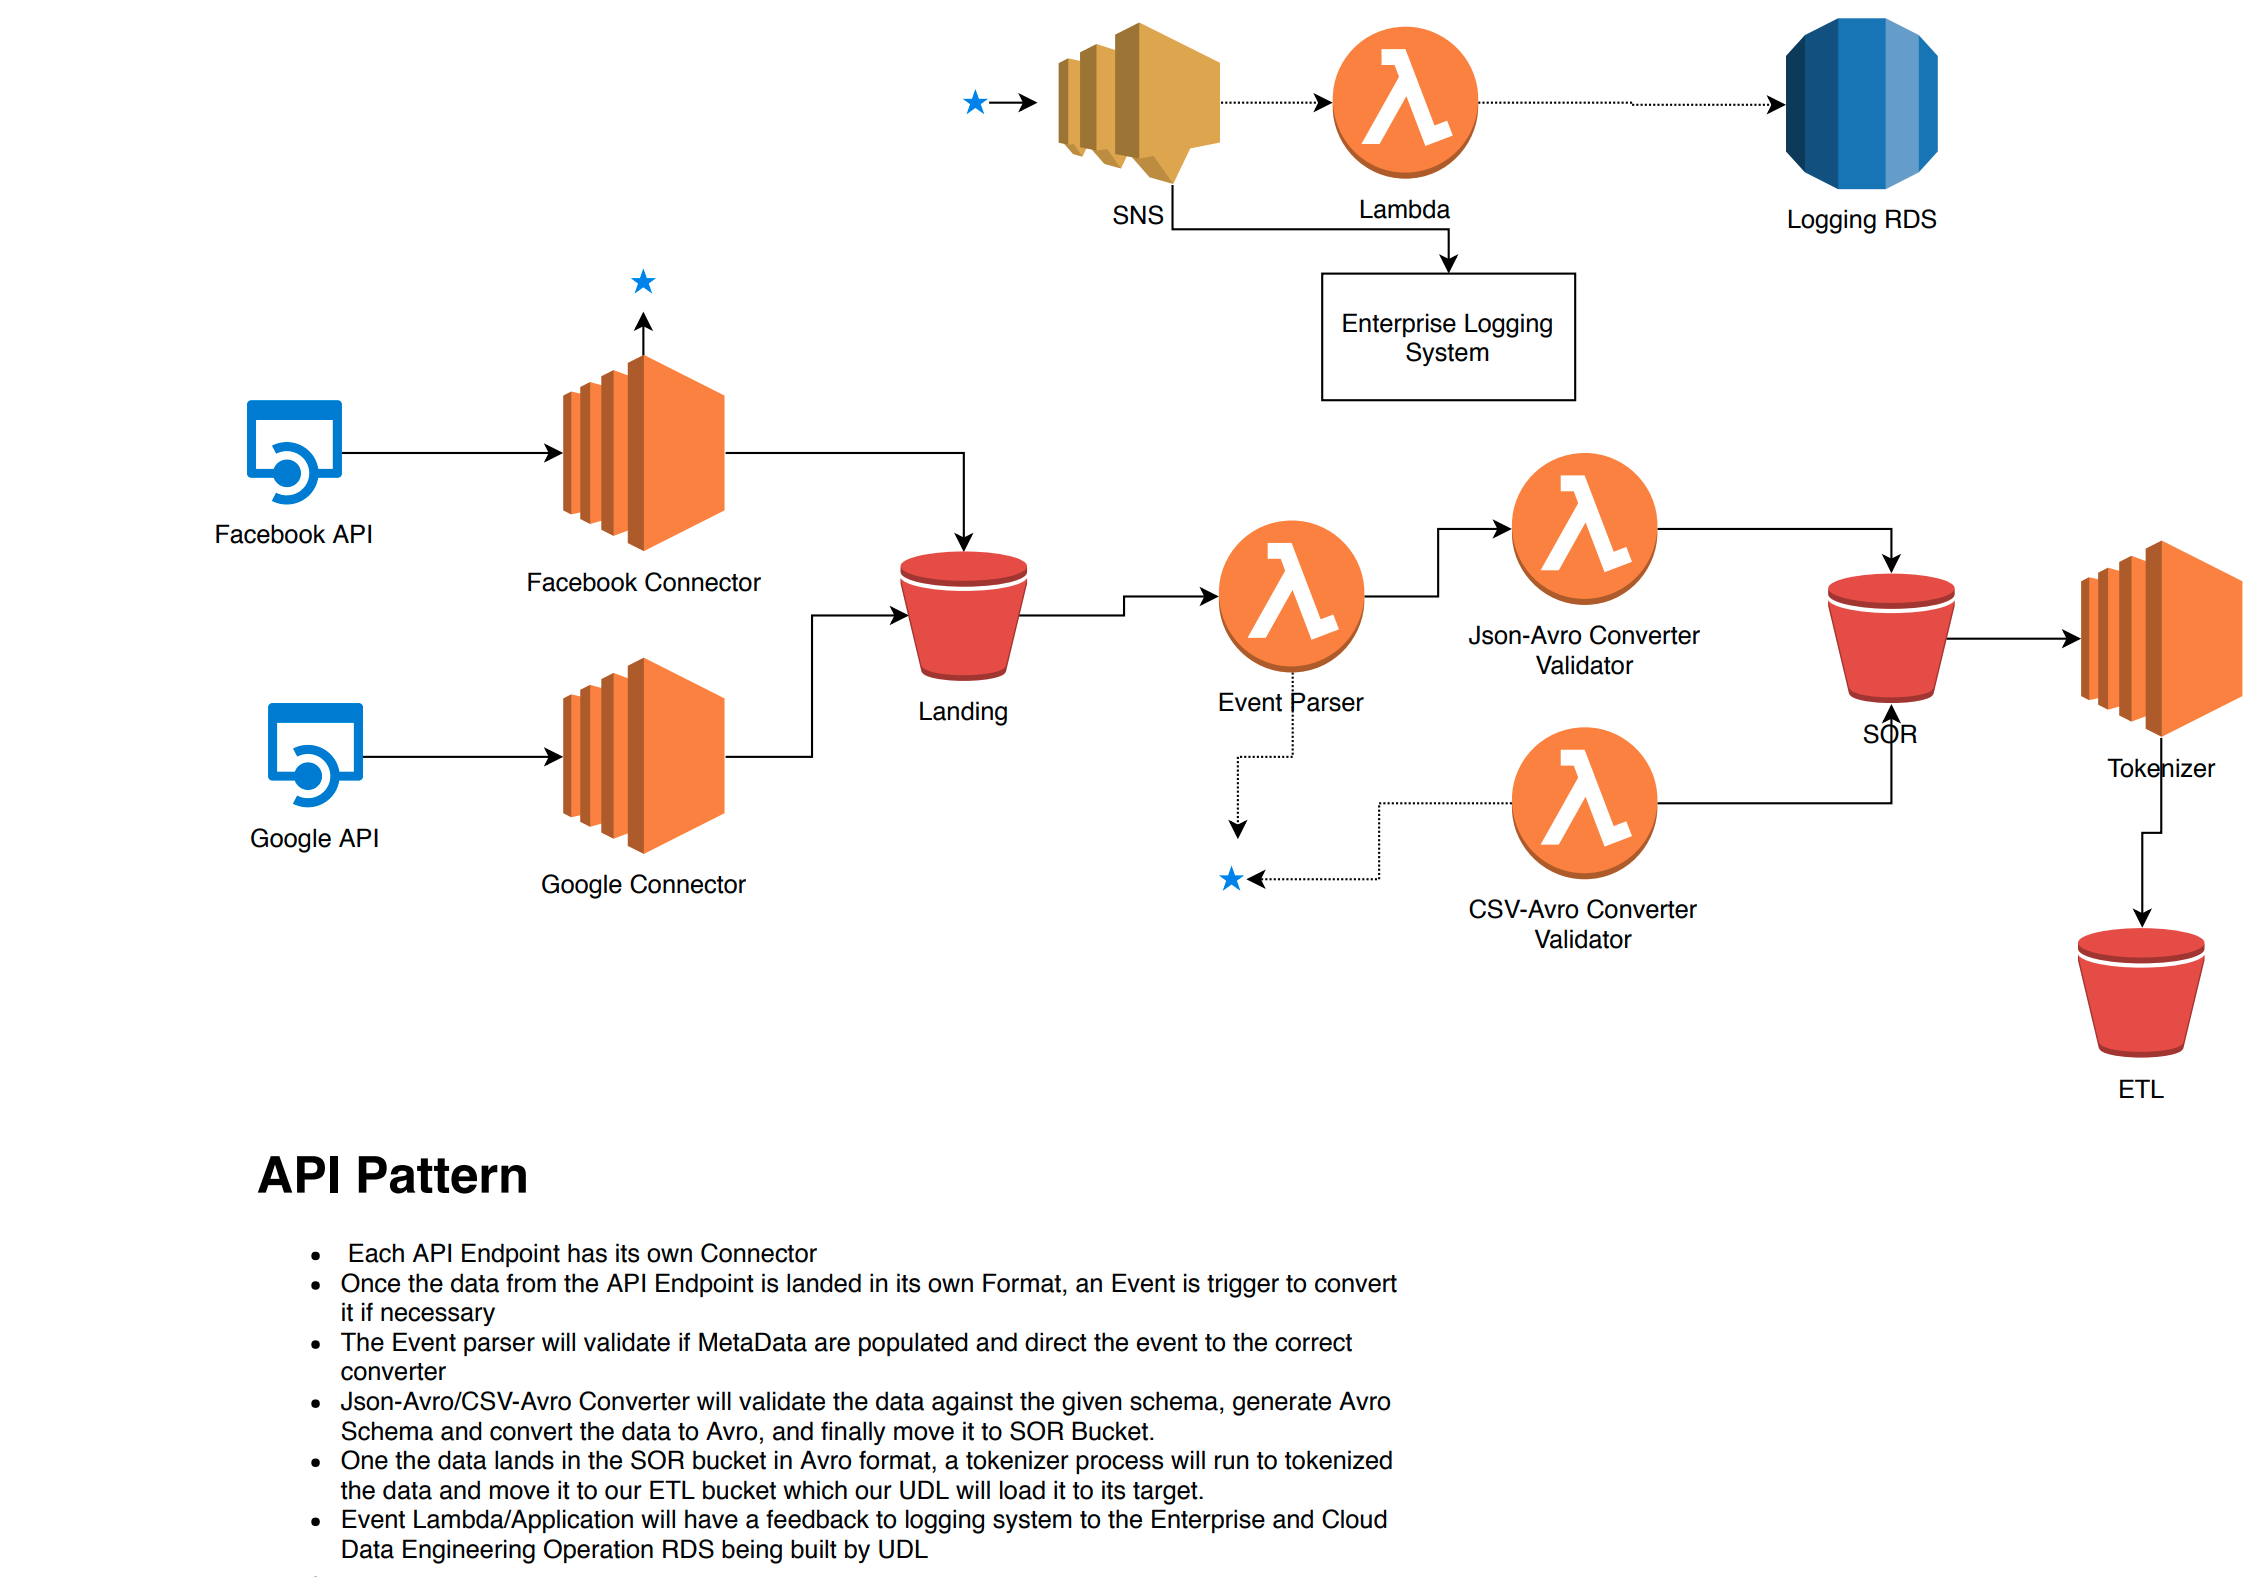 SNS
Lambda
Logging RDS
Enterprise Logging
System
Facebook API
Facebook Connector
Landing
Event Parser
Json-Avro Converter
Validator
SOR
Tokenizer
Google API
Google Connector
CSV-Avro Converter
Validator
ETL
API Pattern
• Each API Endpoint has its own Connector
• Once the data from the API Endpoint is landed in its own Format, an Event is trigger to convert
it if necessary
• The Event parser will validate if MetaData are populated and direct the event to the correct
converter
• Json-Avro/CSV-Avro Converter will validate the data against the given schema, generate Avro
Schema and convert the data to Avro, and finally move it to SOR Bucket.
• One the data lands in the SOR bucket in Avro format, a tokenizer process will run to tokenized
the data and move it to our ETL bucket which our UDL will load it to its target.
• Event Lambda/Application will have a feedback to logging system to the Enterprise and Cloud
Data Engineering Operation RDS being built by UDL